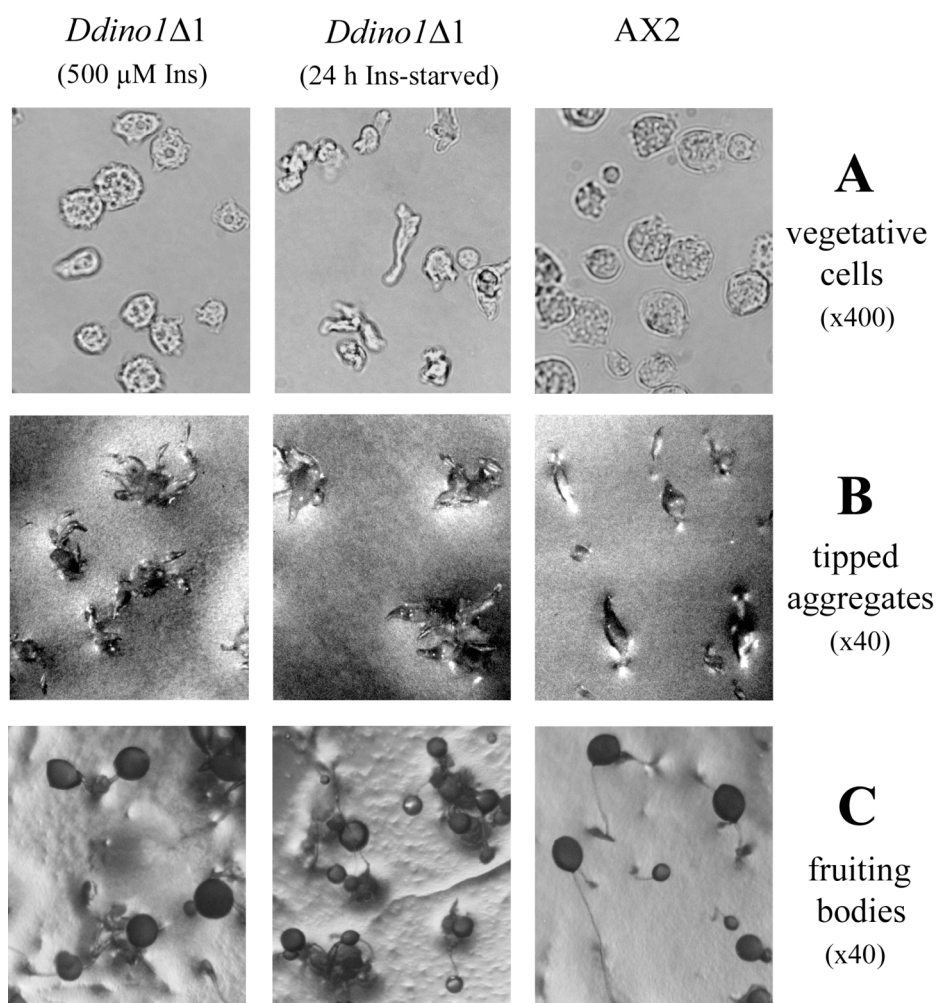 Ddino1Δ1
(500 μM Ins)
Ddino1Δ1
(24 h Ins-starved)
AX2
A
vegetative
cells
(x400)
B
tipped
aggregates
(x40)
C
fruiting
bodies
(x40)